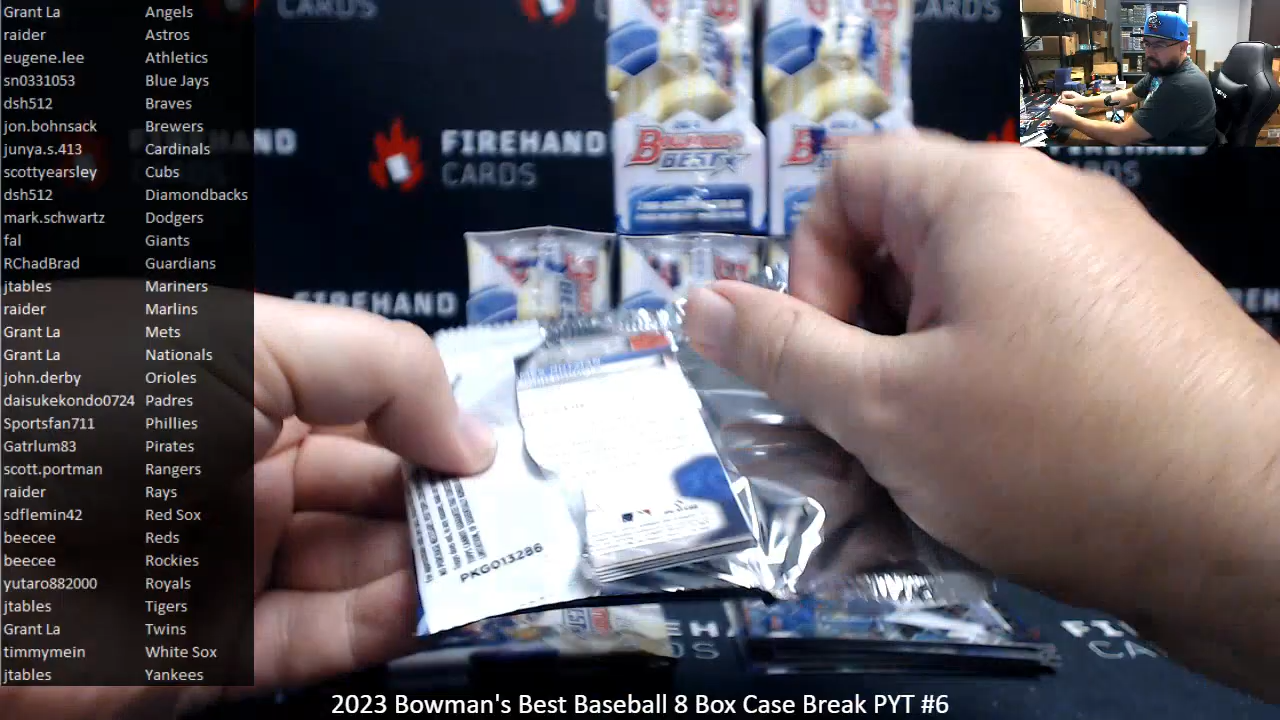 Grant La Angels
raider Astros
eugene.lee Athletics
sn0331053 Blue Jays
dsh512 Braves
jon.bohnsack Brewers
junya.s.413 Cardinals
scottyearsley Cubs
dsh512 Diamondbacks
mark.schwartz Dodgers
fal Giants
RChadBrad Guardians
jtables Mariners
raider Marlins
Grant La Mets
Grant La Nationals
john.derby Orioles
daisukekondo0724 Padres
Sportsfan711 Phillies
Gatrlum83 Pirates
scott.portman Rangers
raider Rays
sdflemin42 Red Sox
beecee Reds
beecee Rockies
yutaro882000 Royals
jtables Tigers
Grant La Twins
timmymein White Sox
jtables Yankees
FIREHAND
CARDS
CARDS
FIREHAND
CARDS
BOWMAN'S
BEST
BEST
FIREHAND
PKG013286
2023 Bowman's Best Baseball 8 Box Case Break PYT #6